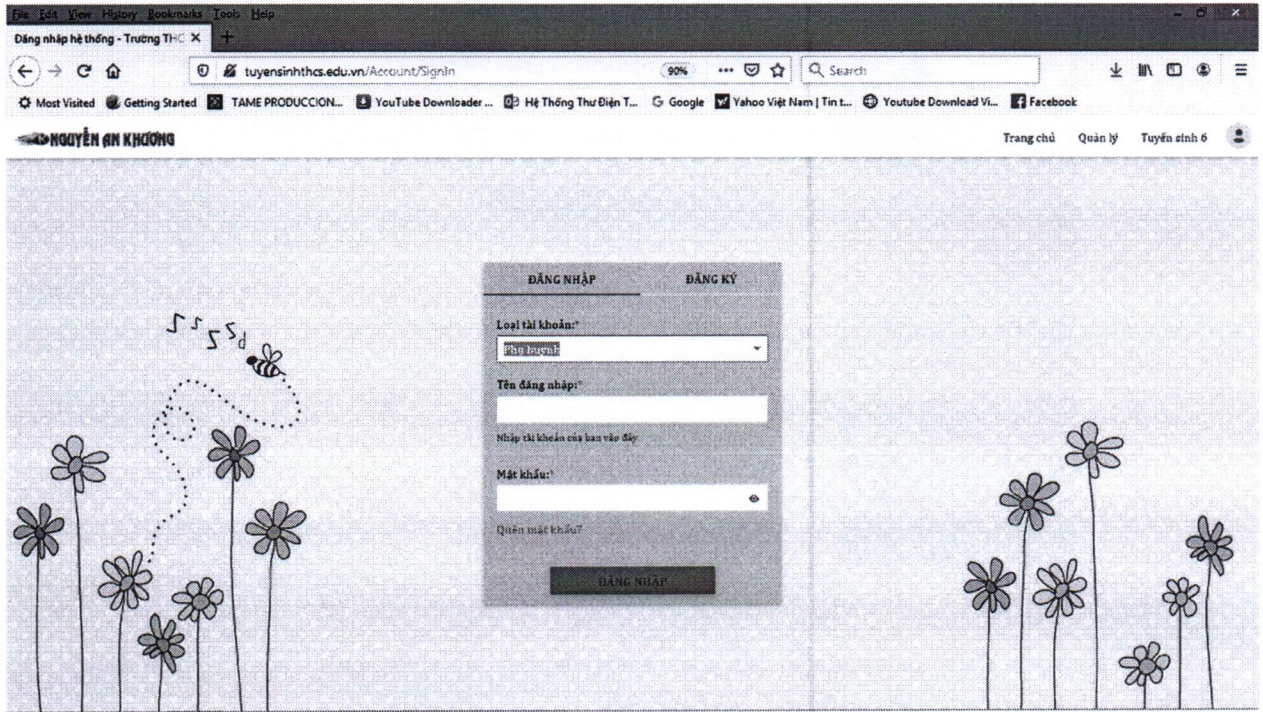 File Edit View History Bookmarks Tools Help
Đăng nhập hệ thống - Trường THC
tuyensinhthcs.edu.vn/Account/SignIn 90% Search
Most Visited Getting Started TAME PRODUCCION... YouTube Downloader ... Hệ Thống Thư Điện T... Google Yahoo Việt Nam | Tin t... Youtube Download Vi... Facebook
NGUYỄN AN KHƯƠNG Trang chủ Quản lý Tuyển sinh 6
ĐĂNG NHẬP ĐĂNG KÝ
Loại tài khoản:*
Phụ huynh
Tên đăng nhập:*
Nhập tài khoản của bạn vào đây
Mật khẩu:*
Quên mật khẩu?
ĐĂNG NHẬP